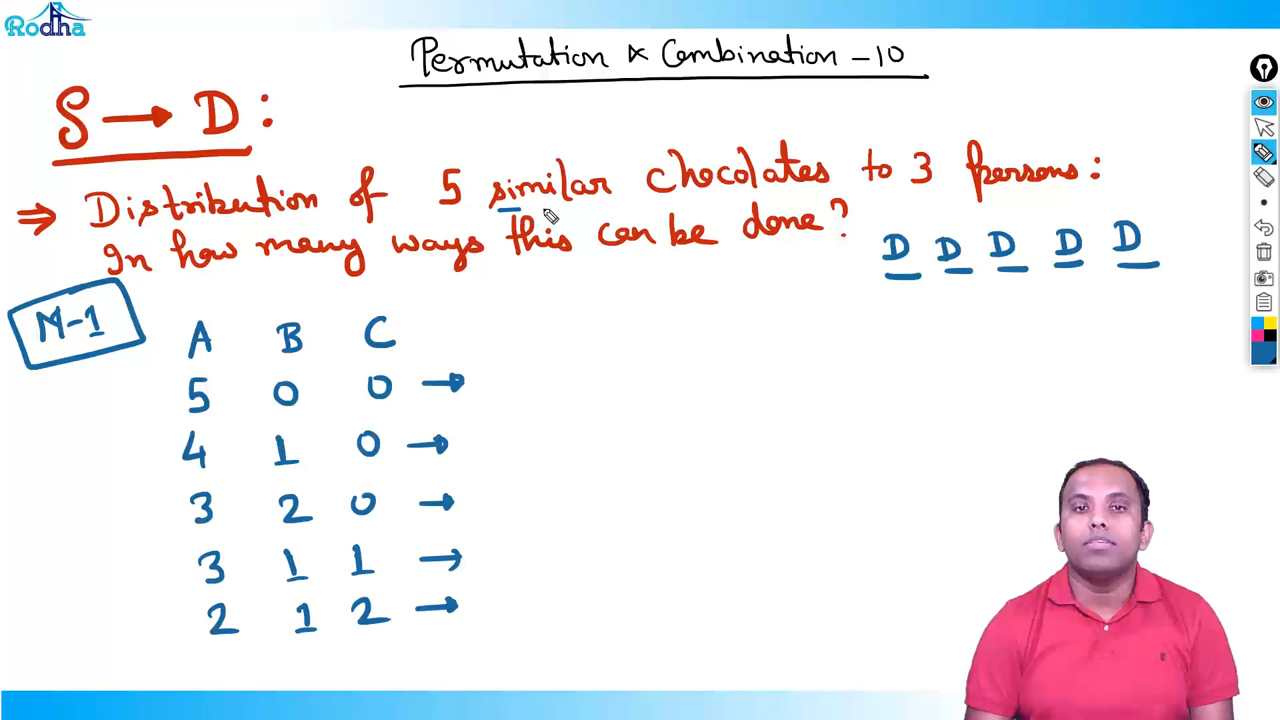 Rodha
Permutation & Combination - 10
S → D :
⇒ Distribution of 5 similar chocolates to 3 persons :
In how many ways this can be done?
D D D D D
M-1
A B C
5 0 0 →
4 1 0 →
3 2 0 →
3 1 1 →
2 1 2 →